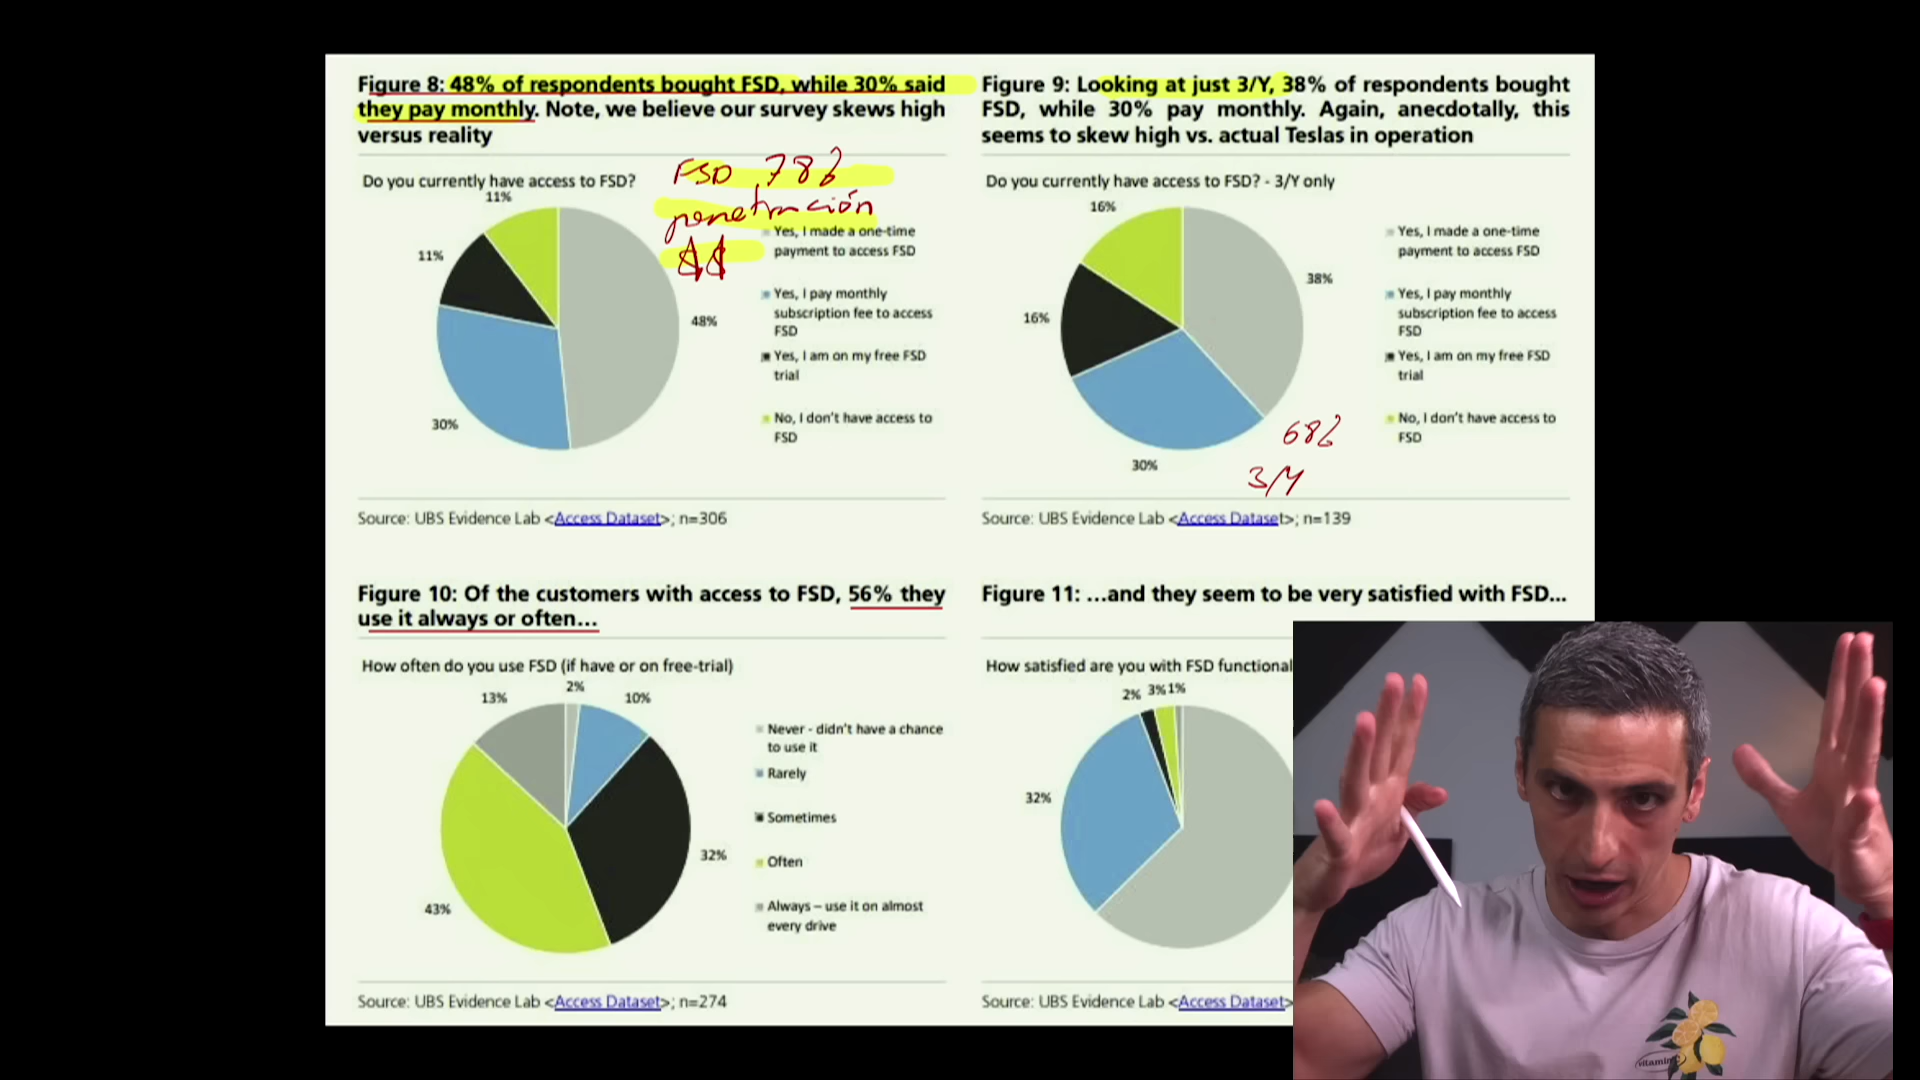 Figure 8: 48% of respondents bought FSD, while 30% said
they pay monthly. Note, we believe our survey skews high
versus reality
Do you currently have access to FSD?
FSD 78%
penetración
$$
11%
11%
30%
48%
Yes, I made a one-time
payment to access FSD
Yes, I pay monthly
subscription fee to access
FSD
Yes, I am on my free FSD
trial
No, I don't have access to
FSD
Source: UBS Evidence Lab <Access Dataset>; n=306
Figure 9: Looking at just 3/Y, 38% of respondents bought
FSD, while 30% pay monthly. Again, anecdotally, this
seems to skew high vs. actual Teslas in operation
Do you currently have access to FSD? - 3/Y only
16%
16%
38%
30%
68%
3/Y
Yes, I made a one-time
payment to access FSD
Yes, I pay monthly
subscription fee to access
FSD
Yes, I am on my free FSD
trial
No, I don't have access to
FSD
Source: UBS Evidence Lab <Access Dataset>; n=139
Figure 10: Of the customers with access to FSD, 56% they
use it always or often...
How often do you use FSD (if have or on free-trial)
13%
2%
10%
32%
43%
Never - didn't have a chance
to use it
Rarely
Sometimes
Often
Always – use it on almost
every drive
Source: UBS Evidence Lab <Access Dataset>; n=274
Figure 11: ...and they seem to be very satisfied with FSD...
How satisfied are you with FSD functional
2% 3% 1%
32%
Source: UBS Evidence Lab <Access Dataset>